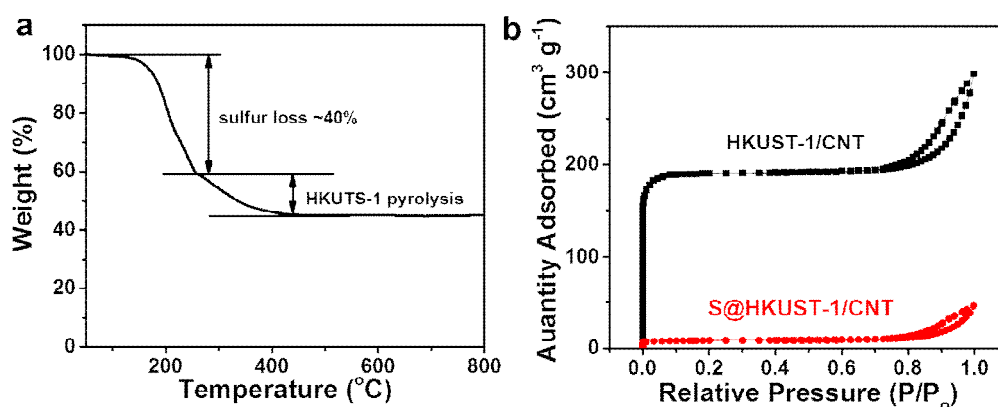 a
100
80
60
40
20
0
Weight (%)
sulfur loss ~40%
HKUTS-1 pyrolysis
200
400
600
800
Temperature (°C)
b
300
200
100
0
Auantity Adsorbed (cm³ g⁻¹)
HKUST-1/CNT
S@HKUST-1/CNT
0.0
0.2
0.4
0.6
0.8
1.0
Relative Pressure (P/Pₒ)